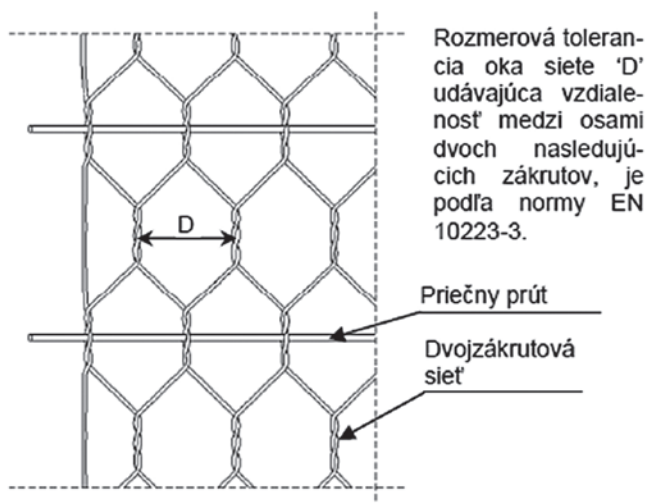 Rozmerová toleran-
cia oka siete ‘D’
udávajúca vzdiale-
nosť medzi osami
dvoch nasledujú-
cich zákrutov, je
podľa normy EN
10223-3.
D
Priečny prút
Dvojzákrutová
sieť